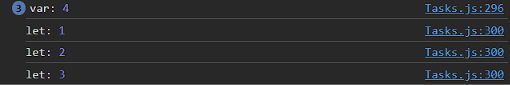 3 var: 4 Tasks.js:296
let: 1 Tasks.js:300
let: 2 Tasks.js:300
let: 3 Tasks.js:300